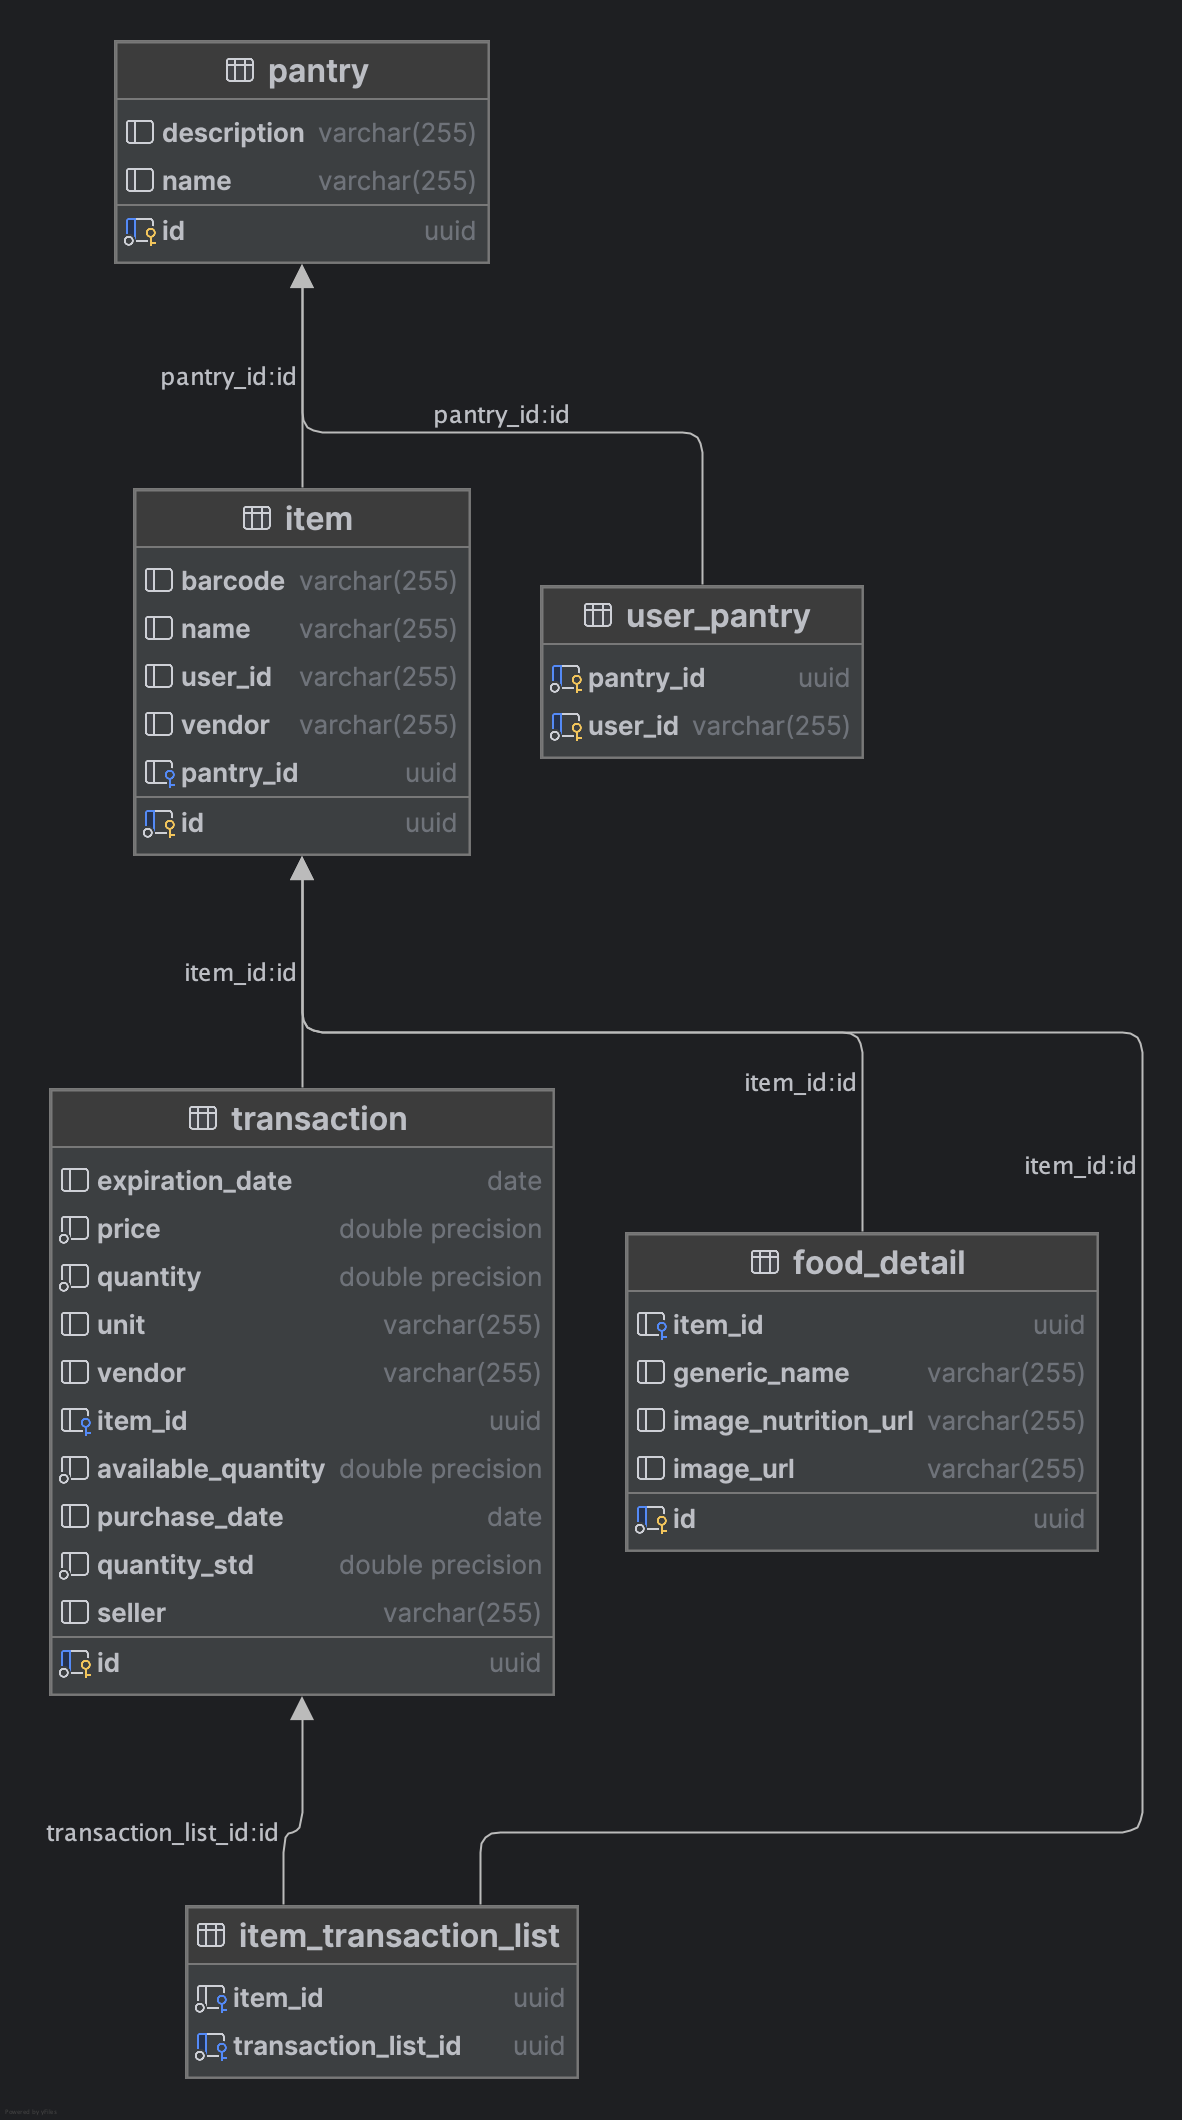 pantry
description varchar(255)
name varchar(255)
id uuid
pantry_id:id
pantry_id:id
item
barcode varchar(255)
name varchar(255)
user_id varchar(255)
vendor varchar(255)
pantry_id uuid
id uuid
user_pantry
pantry_id uuid
user_id varchar(255)
item_id:id
item_id:id
item_id:id
transaction
expiration_date date
price double precision
quantity double precision
unit varchar(255)
vendor varchar(255)
item_id uuid
available_quantity double precision
purchase_date date
quantity_std double precision
seller varchar(255)
id uuid
food_detail
item_id uuid
generic_name varchar(255)
image_nutrition_url varchar(255)
image_url varchar(255)
id uuid
transaction_list_id:id
item_transaction_list
item_id uuid
transaction_list_id uuid
Powered by yFiles